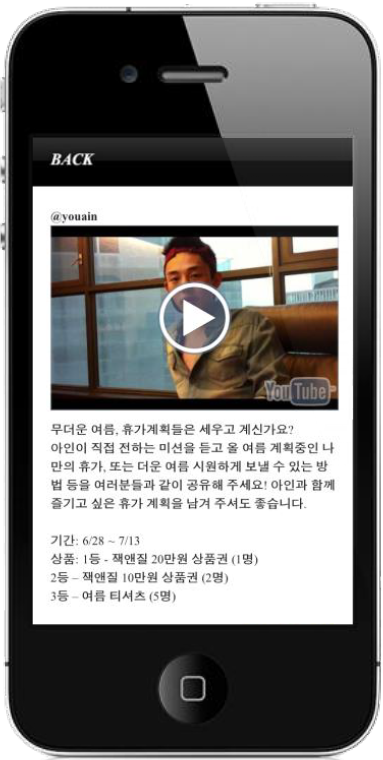 BACK
@youain
YouTube
무더운 여름, 휴가계획들은 세우고 계신가요?
아인이 직접 전하는 미션을 듣고 올 여름 계획중인 나
만의 휴가, 또는 더운 여름 시원하게 보낼 수 있는 방
법 등을 여러분들과 같이 공유해 주세요! 아인과 함께
즐기고 싶은 휴가 계획을 남겨 주셔도 좋습니다.
기간: 6/28 ~ 7/13
상품: 1등 - 잭앤질 20만원 상품권 (1명)
2등 – 잭앤질 10만원 상품권 (2명)
3등 – 여름 티셔츠 (5명)